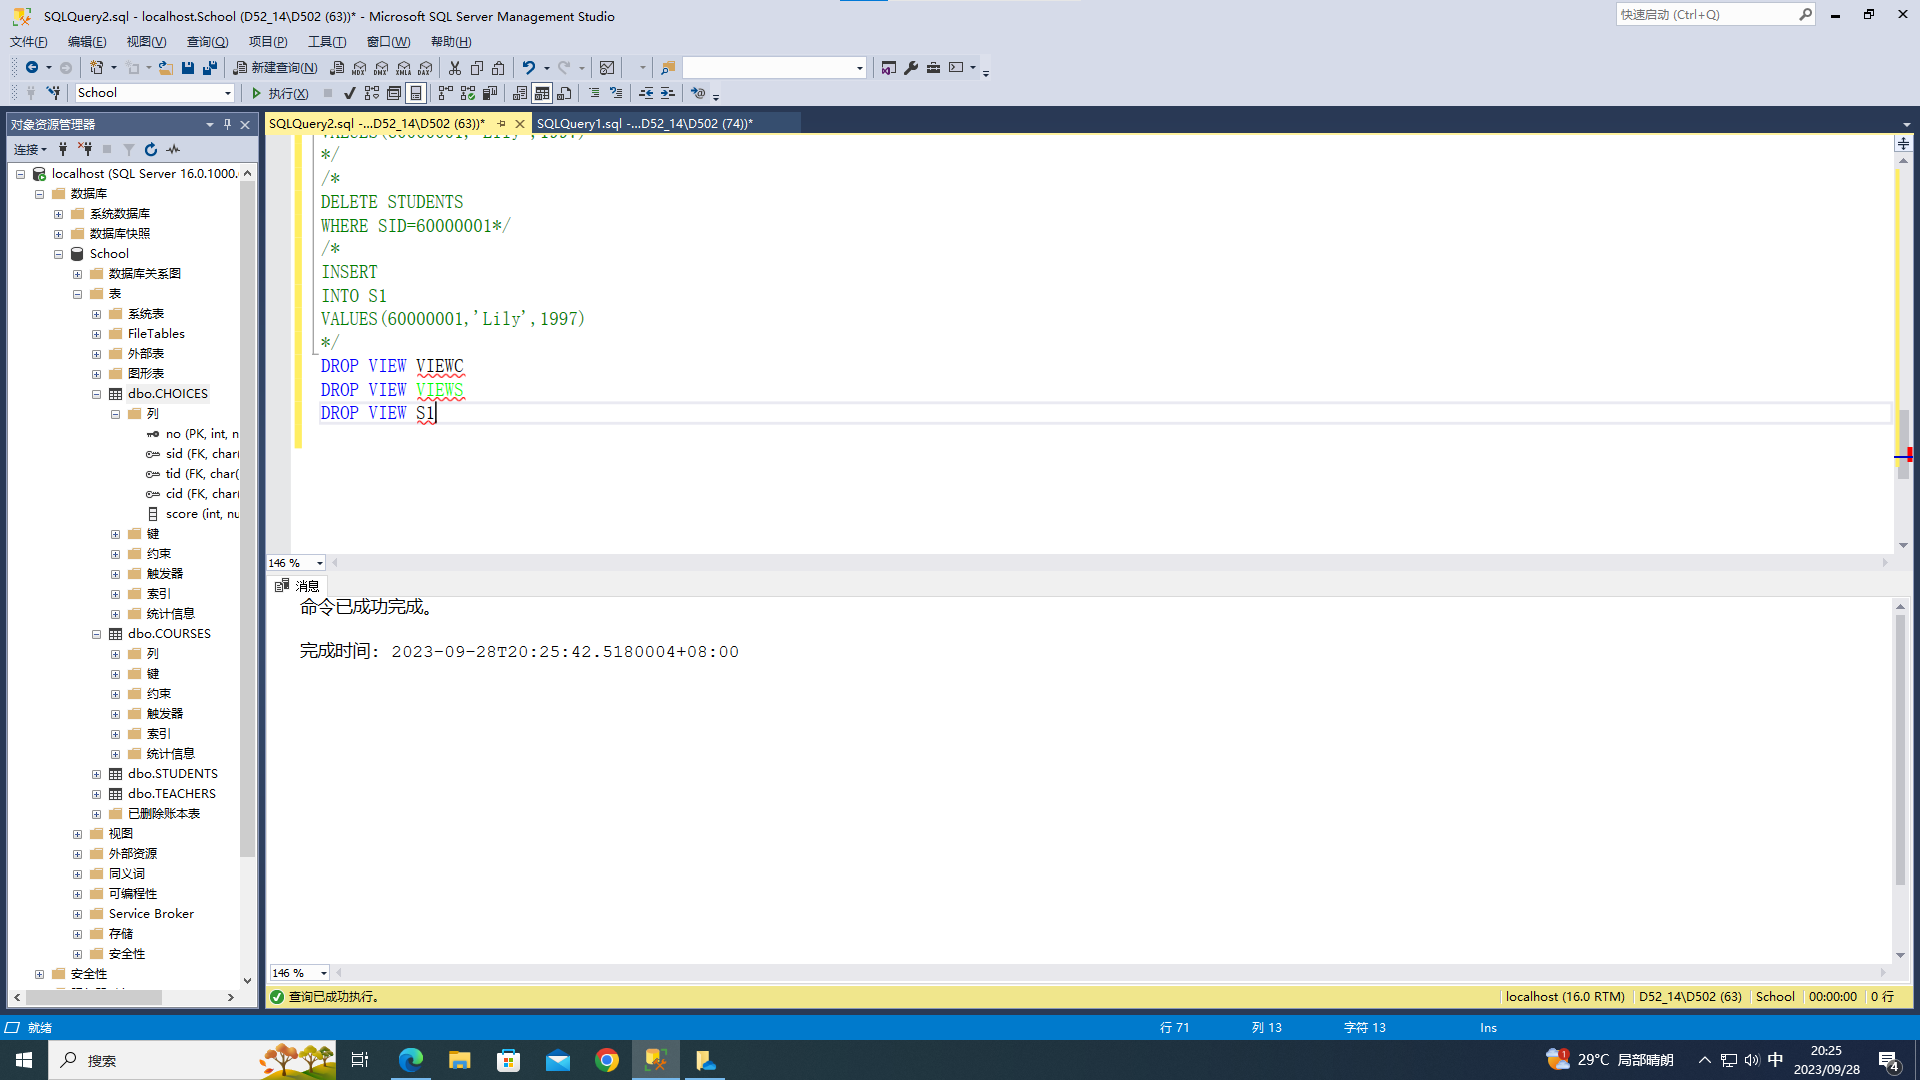 SQLQuery2.sql - localhost.School (D52_14\D502 (63))* - Microsoft SQL Server Management Studio
快速启动 (Ctrl+Q)
文件(F) 编辑(E) 视图(V) 查询(Q) 项目(P) 工具(T) 窗口(W) 帮助(H)
新建查询(N)
School
执行(X)
对象资源管理器
SQLQuery2.sql -...D52_14\D502 (63))*
SQLQuery1.sql -...D52_14\D502 (74))*
连接
localhost (SQL Server 16.0.1000.
数据库
系统数据库
数据库快照
School
数据库关系图
表
系统表
FileTables
外部表
图形表
dbo.CHOICES
列
no (PK, int, n
sid (FK, char(
tid (FK, char(
cid (FK, char(
score (int, nu
键
约束
触发器
索引
统计信息
dbo.COURSES
列
键
约束
触发器
索引
统计信息
dbo.STUDENTS
dbo.TEACHERS
已删除账本表
视图
外部资源
同义词
可编程性
Service Broker
存储
安全性
安全性
VALUES(60000001,'Lily',1997)
*/
/*
DELETE STUDENTS
WHERE SID=60000001*/
/*
INSERT
INTO S1
VALUES(60000001,'Lily',1997)
*/
DROP VIEW VIEWC
DROP VIEW VIEWS
DROP VIEW S1
146 %
消息
命令已成功完成。
完成时间: 2023-09-28T20:25:42.5180004+08:00
146 %
查询已成功执行。
localhost (16.0 RTM) D52_14\D502 (63) School 00:00:00 0 行
就绪
行 71 列 13 字符 13 Ins
搜索
1
29°C 局部晴朗
中
20:25
2023/09/28
4